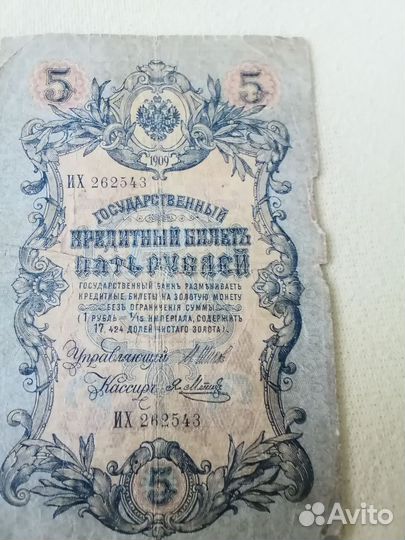 5 5
1909
ИХ 262543
ГОСУДАРСТВЕННЫЙ
КРЕДИТНЫЙ БИЛЕТЪ
ПЯТЬ РУБЛЕЙ
ГОСУДАРСТВЕННЫЙ БАНКЪ РАЗМѢНИВАЕТЪ
КРЕДИТНЫЕ БИЛЕТЫ НА ЗОЛОТУЮ МОНЕТУ
БЕЗЪ ОГРАНИЧЕНІЯ СУММЫ
(1 РУБЛЬ = 1/15 ИМПЕРІАЛА, СОДЕРЖИТЪ
17, 424 ДОЛЕЙ ЧИСТАГО ЗОЛОТА).
Управляющій
Кассиръ
ИХ 262543
5
Avito